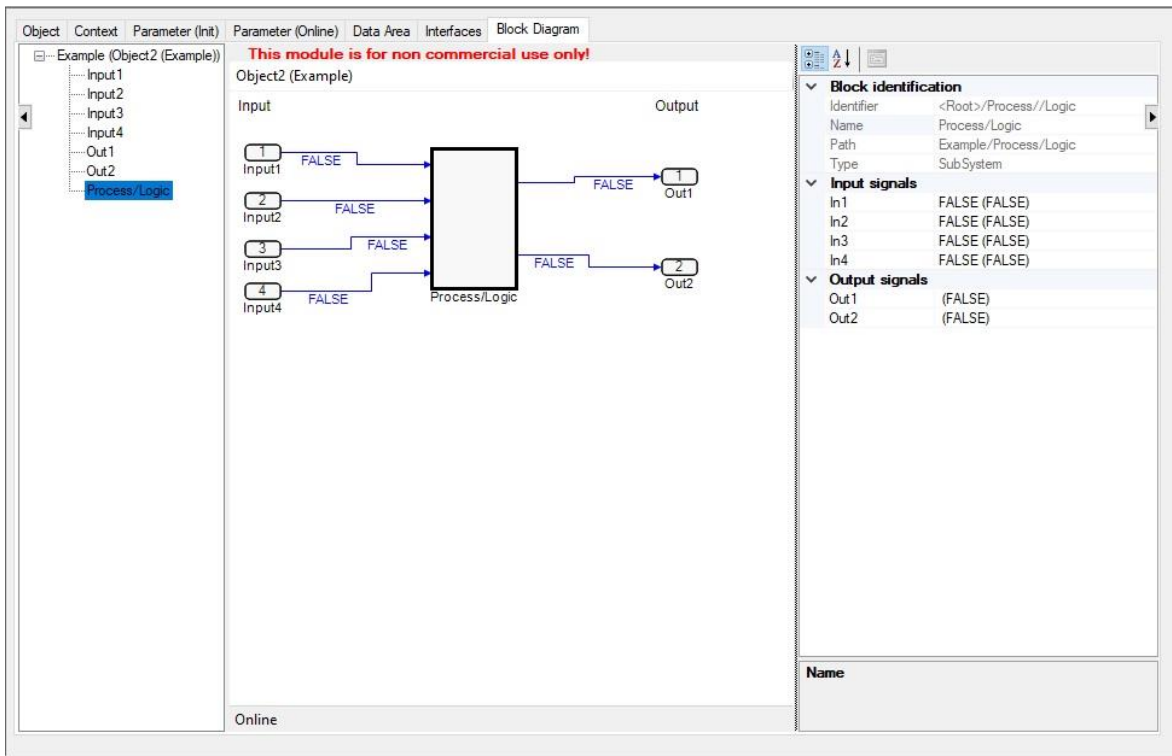 Object Context Parameter (Init) Parameter (Online) Data Area Interfaces Block Diagram
Example (Object2 (Example))
Input1
Input2
Input3
Input4
Out1
Out2
Process/Logic
This module is for non commercial use only!
Object2 (Example)
Input Output
1
Input1
FALSE
2
Input2
FALSE
3
Input3
FALSE
4
Input4
FALSE
Process/Logic
FALSE
1
Out1
FALSE
2
Out2
Online
Block identification
Identifier <Root>/Process//Logic
Name Process/Logic
Path Example/Process/Logic
Type SubSystem
Input signals
In1 FALSE (FALSE)
In2 FALSE (FALSE)
In3 FALSE (FALSE)
In4 FALSE (FALSE)
Output signals
Out1 (FALSE)
Out2 (FALSE)
Name